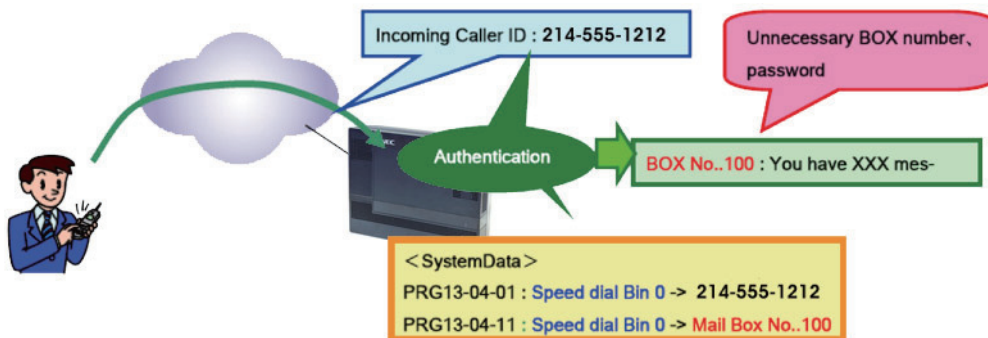 Incoming Caller ID : 214-555-1212
Unnecessary BOX number、
password
Authentication
BOX No..100 : You have XXX mes-
＜SystemData＞
PRG13-04-01 : Speed dial Bin 0 -> 214-555-1212
PRG13-04-11 : Speed dial Bin 0 -> Mail Box No..100